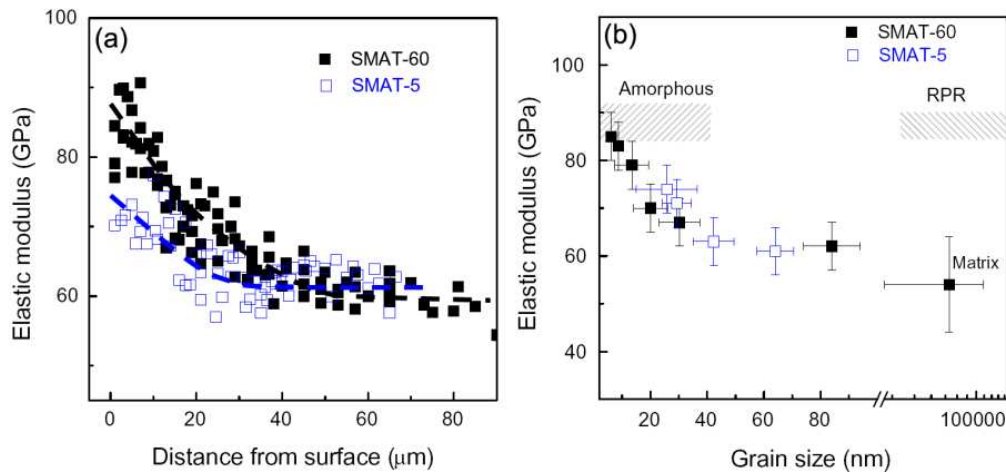 (a)
SMAT-60
SMAT-5
100
80
60
Elastic modulus (GPa)
0
20
40
60
80
Distance from surface (μm)
(b)
SMAT-60
SMAT-5
100
80
60
40
Elastic modulus (GPa)
Amorphous
RPR
Matrix
20
40
60
80
100000
Grain size (nm)